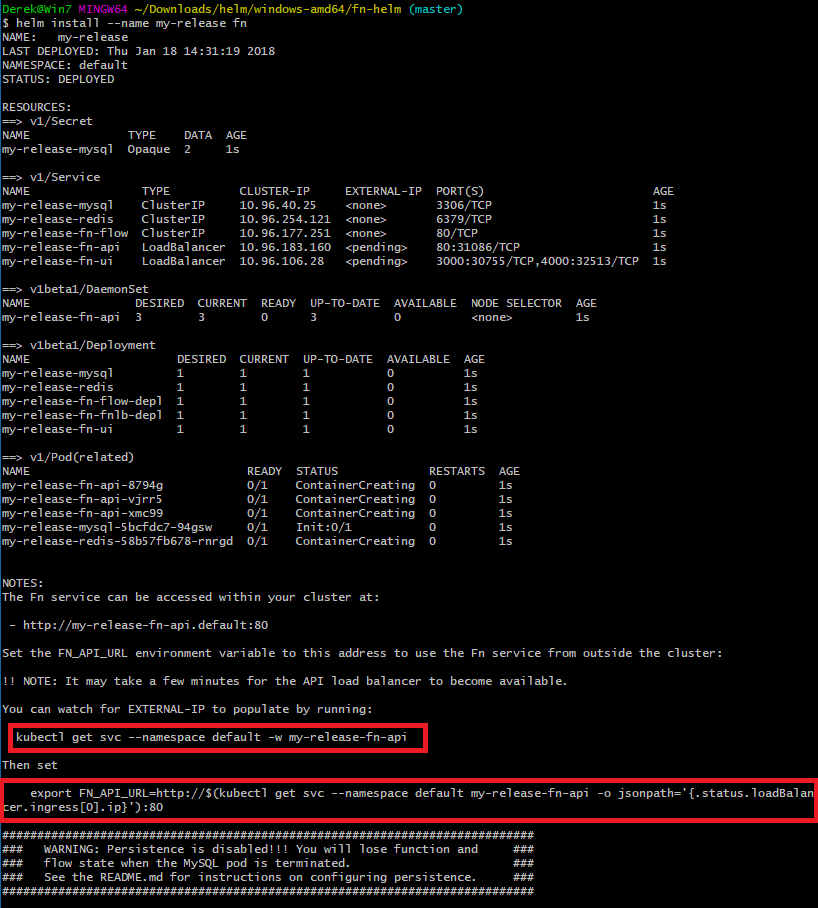 Derek@Win7 MINGW64 ~/Downloads/helm/windows-amd64/fn-helm (master)
$ helm install --name my-release fn
NAME:   my-release
LAST DEPLOYED: Thu Jan 18 14:31:19 2018
NAMESPACE: default
STATUS: DEPLOYED

RESOURCES:
==> v1/Secret
NAME              TYPE    DATA  AGE
my-release-mysql  Opaque  2     1s

==> v1/Service
NAME                TYPE          CLUSTER-IP     EXTERNAL-IP  PORT(S)                        AGE
my-release-mysql    ClusterIP     10.96.40.25    <none>       3306/TCP                       1s
my-release-redis    ClusterIP     10.96.254.121  <none>       6379/TCP                       1s
my-release-fn-flow  ClusterIP     10.96.177.251  <none>       80/TCP                         1s
my-release-fn-api   LoadBalancer  10.96.183.160  <pending>    80:31086/TCP                   1s
my-release-fn-ui    LoadBalancer  10.96.106.28   <pending>    3000:30755/TCP,4000:32513/TCP  1s

==> v1beta1/DaemonSet
NAME               DESIRED  CURRENT  READY  UP-TO-DATE  AVAILABLE  NODE SELECTOR  AGE
my-release-fn-api  3        3        0      3           0          <none>         1s

==> v1beta1/Deployment
NAME                     DESIRED  CURRENT  UP-TO-DATE  AVAILABLE  AGE
my-release-mysql         1        1        1           0          1s
my-release-redis         1        1        1           0          1s
my-release-fn-flow-depl  1        1        1           0          1s
my-release-fn-fnlb-depl  1        1        1           0          1s
my-release-fn-ui         1        1        1           0          1s

==> v1/Pod(related)
NAME                               READY  STATUS             RESTARTS  AGE
my-release-fn-api-8794g            0/1    ContainerCreating  0         1s
my-release-fn-api-vjrr5            0/1    ContainerCreating  0         1s
my-release-fn-api-xmc99            0/1    ContainerCreating  0         1s
my-release-mysql-5bcfdc7-94gsw     0/1    Init:0/1           0         1s
my-release-redis-58b57fb678-rnrgd  0/1    ContainerCreating  0         1s

NOTES:
The Fn service can be accessed within your cluster at:

 - http://my-release-fn-api.default:80

Set the FN_API_URL environment variable to this address to use the Fn service from outside the cluster:

!! NOTE: It may take a few minutes for the API load balancer to become available.

You can watch for EXTERNAL-IP to populate by running:

  kubectl get svc --namespace default -w my-release-fn-api

Then set

    export FN_API_URL=http://$(kubectl get svc --namespace default my-release-fn-api -o jsonpath='{.status.loadBalan
cer.ingress[0].ip}'):80

############################################################################
###   WARNING: Persistence is disabled!!! You will lose function and     ###
###   flow state when the MySQL pod is terminated.                       ###
###   See the README.md for instructions on configuring persistence.     ###
############################################################################